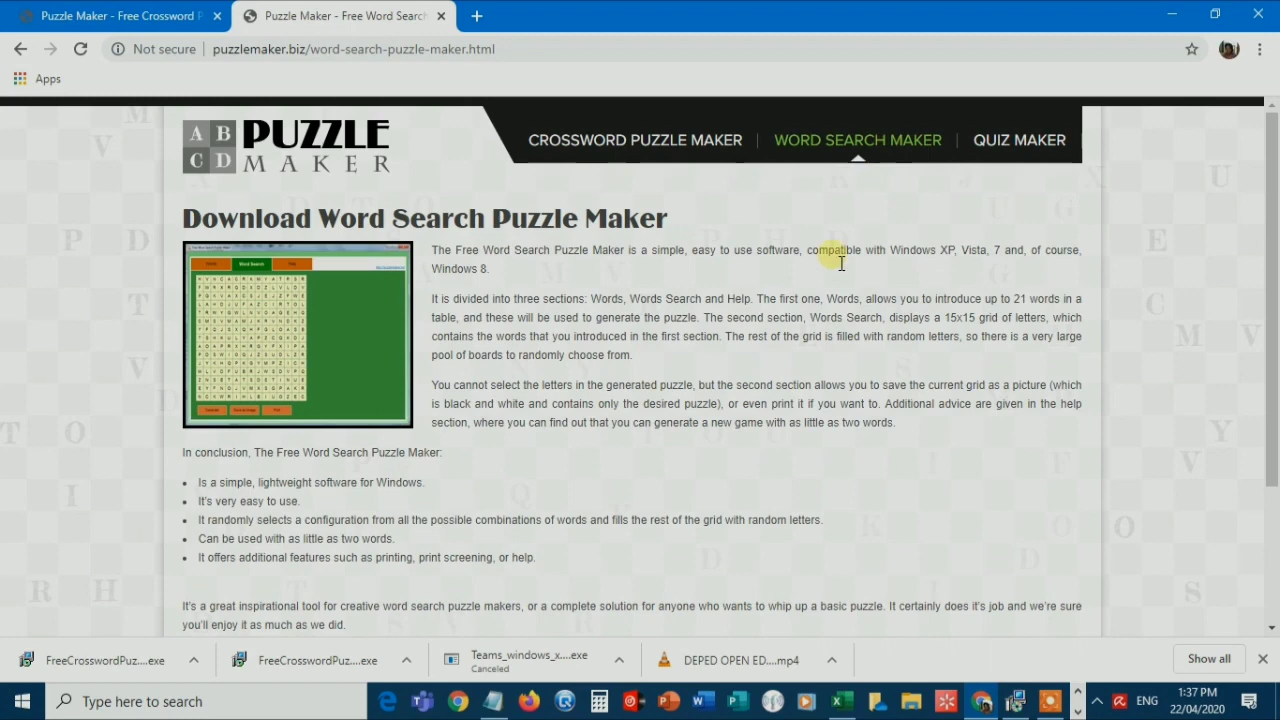 Puzzle Maker - Free Crossword P
Puzzle Maker - Free Word Search
Not secure
puzzlemaker.biz/word-search-puzzle-maker.html
Apps
A B C D
PUZZLE
MAKER
CROSSWORD PUZZLE MAKER
WORD SEARCH MAKER
QUIZ MAKER
Download Word Search Puzzle Maker
The Free Word Search Puzzle Maker is a simple, easy to use software, compatible with Windows XP, Vista, 7 and, of course,
Windows 8.
It is divided into three sections: Words, Words Search and Help. The first one, Words, allows you to introduce up to 21 words in a
table, and these will be used to generate the puzzle. The second section, Words Search, displays a 15x15 grid of letters, which
contains the words that you introduced in the first section. The rest of the grid is filled with random letters, so there is a very large
pool of boards to randomly choose from.
You cannot select the letters in the generated puzzle, but the second section allows you to save the current grid as a picture (which
is black and white and contains only the desired puzzle), or even print it if you want to. Additional advice are given in the help
section, where you can find out that you can generate a new game with as little as two words.
In conclusion, The Free Word Search Puzzle Maker:
• Is a simple, lightweight software for Windows.
• It's very easy to use.
• It randomly selects a configuration from all the possible combinations of words and fills the rest of the grid with random letters.
• Can be used with as little as two words.
• It offers additional features such as printing, print screening, or help.
It's a great inspirational tool for creative word search puzzle makers, or a complete solution for anyone who wants to whip up a basic puzzle. It certainly does it's job and we're sure
you'll enjoy it as much as we did.
FreeCrosswordPuz....exe
FreeCrosswordPuz....exe
Teams_windows_x....exe
Canceled
DEPED OPEN ED....mp4
Show all
Type here to search
ENG
1:37 PM
22/04/2020